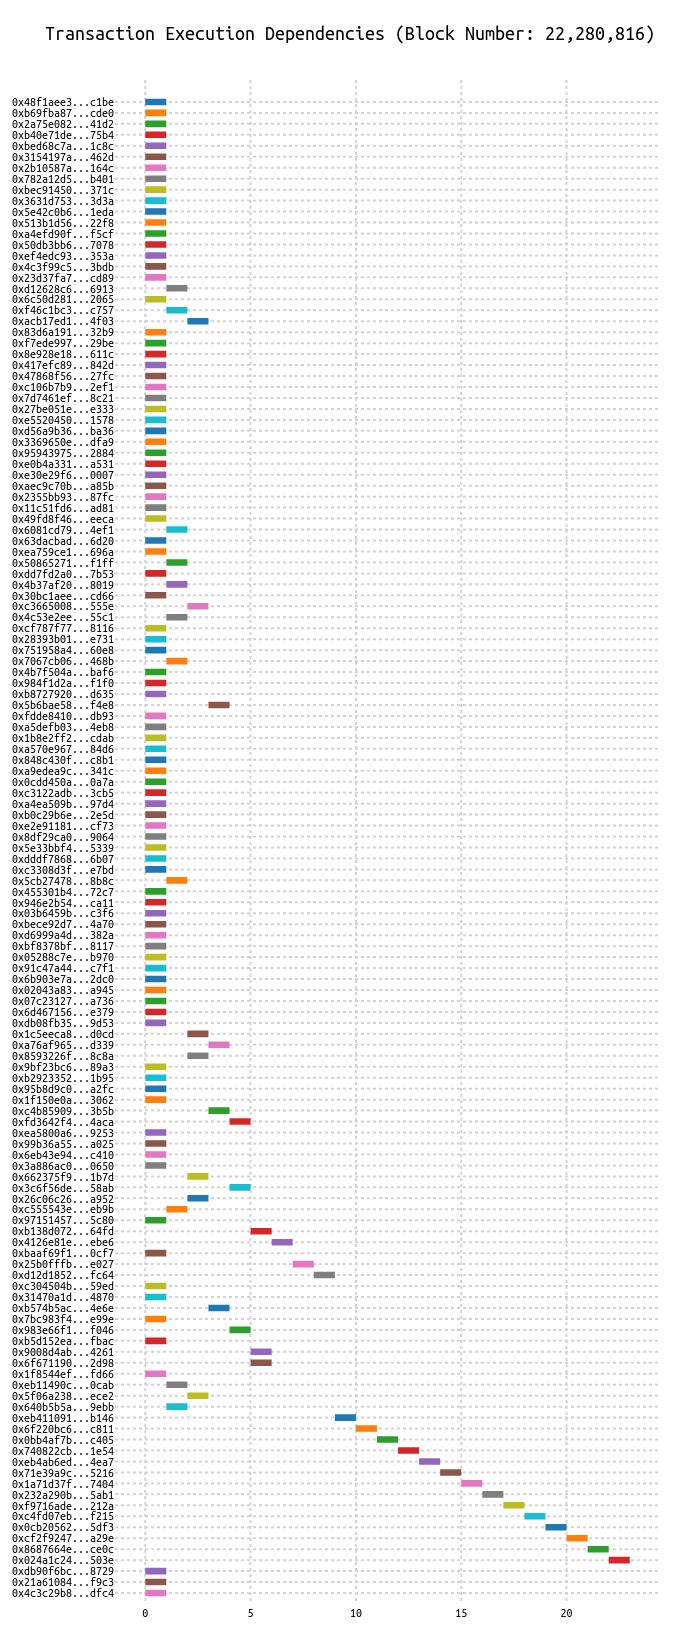 Transaction Execution Dependencies (Block Number: 22,280,816)
0x48f1aee3...c1be
0xb69fba87...cde0
0x2a75e082...41d2
0xb40e71de...75b4
0xbed68c7a...1c8c
0x3154197a...462d
0x2b10587a...164c
0x782a12d5...b401
0xbec91450...371c
0x3631d753...3d3a
0x5e42c0b6...1eda
0x513b1d56...22f8
0xa4efd90f...f5cf
0x50db3bb6...7078
0xef4edc93...353a
0x4c3f99c5...3bdb
0x23d37fa7...cd89
0xd12628c6...6913
0x6c50d281...2065
0xf46c1bc3...c757
0xacb17ed1...4f03
0x83d6a191...32b9
0xf7ede997...29be
0x8e928e18...611c
0x417efc89...842d
0x47868f56...27fc
0xc106b7b9...2ef1
0x7d7461ef...8c21
0x27be051e...e333
0xe5520450...1578
0xd56a9b36...ba36
0x3369650e...dfa9
0x95943975...2884
0xe0b4a331...a531
0xe30e29f6...0007
0xaec9c70b...a85b
0x2355bb93...87fc
0x11c51fd6...ad81
0x49fd8f46...eeca
0x6081cd79...4ef1
0x63dacbad...6d20
0xea759ce1...696a
0x50865271...f1ff
0xdd7fd2a0...7b53
0x4b37af20...8019
0x30bc1aee...cd66
0xc3665008...555e
0x4c53e2ee...55c1
0xcf787f77...8116
0x28393b01...e731
0x751958a4...60e8
0x7067cb06...468b
0x4b7f504a...baf6
0x984f1d2a...f1f0
0xb8727920...d635
0x5b6bae58...f4e8
0xfdde8410...db93
0xa5defb03...4eb8
0x1b8e2ff2...cdab
0xa570e967...84d6
0x848c430f...c8b1
0xa9edea9c...341c
0x0cdd450a...0a7a
0xc3122adb...3cb5
0xa4ea509b...97d4
0xb0c29b6e...2e5d
0xe2e91181...cf73
0x8df29ca0...9064
0x5e33bbf4...5339
0xdddf7868...6b07
0xc3308d3f...e7bd
0x5cb27478...8b8c
0x455301b4...72c7
0x946e2b54...ca11
0x03b6459b...c3f6
0xbece92d7...4a70
0xd6999a4d...382a
0xbf8378bf...8117
0x05288c7e...b970
0x91c47a44...c7f1
0x6b903e7a...2dc0
0x02043a83...a945
0x07c23127...a736
0x6d467156...e379
0xdb08fb35...9d53
0x1c5eeca8...d0cd
0xa76af965...d339
0x8593226f...8c8a
0x9bf23bc6...89a3
0xb2923352...1b95
0x95b8d9c0...a2fc
0x1f150e0a...3062
0xc4b85909...3b5b
0xfd3642f4...4aca
0xea5800a6...9253
0x99b36a55...a025
0x6eb43e94...c410
0x3a886ac0...0650
0x662375f9...1b7d
0x3c6f56de...58ab
0x26c06c26...a952
0xc555543e...eb9b
0x97151457...5c80
0xb138d072...64fd
0x4126e81e...ebe6
0xbaaf69f1...0cf7
0x25b0fffb...e027
0xd12d1852...fc64
0xc304504b...59ed
0x31470a1d...4870
0xb574b5ac...4e6e
0x7bc983f4...e99e
0x983e66f1...f046
0xb5d152ea...fbac
0x9008d4ab...4261
0x6f671190...2d98
0x1f8544ef...fd66
0xeb11490c...0cab
0x5f06a238...ece2
0x640b5b5a...9ebb
0xeb411091...b146
0x6f220bc6...c811
0x0bb4af7b...c405
0x740822cb...1e54
0xeb4ab6ed...4ea7
0x71e39a9c...5216
0x1a71d37f...7404
0x232a290b...5ab1
0xf9716ade...212a
0xc4fd07eb...f215
0x0cb20562...5df3
0xcf2f9247...a29e
0x8687664e...ce0c
0x024a1c24...503e
0xdb90f6bc...8729
0x21a61084...f9c3
0x4c3c29b8...dfc4
0 5 10 15 20